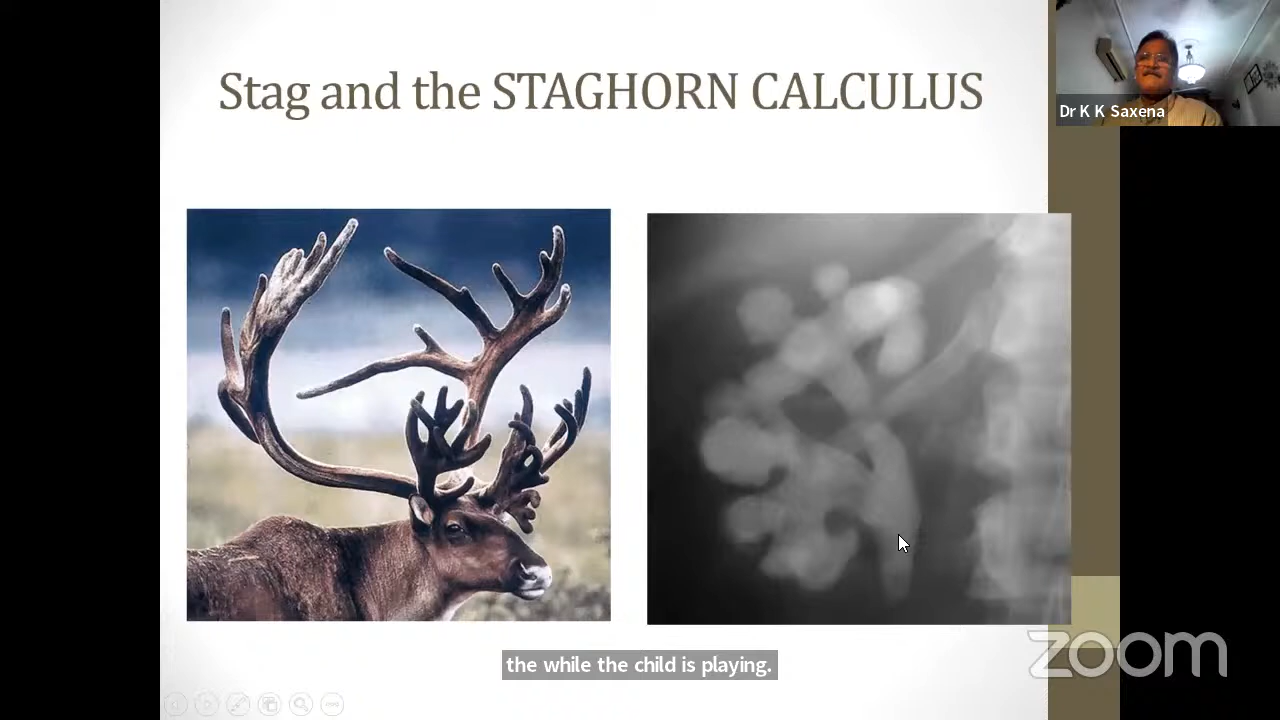 Stag and the STAGHORN CALCULUS
Dr K K Saxena
the while the child is playing.
zoom